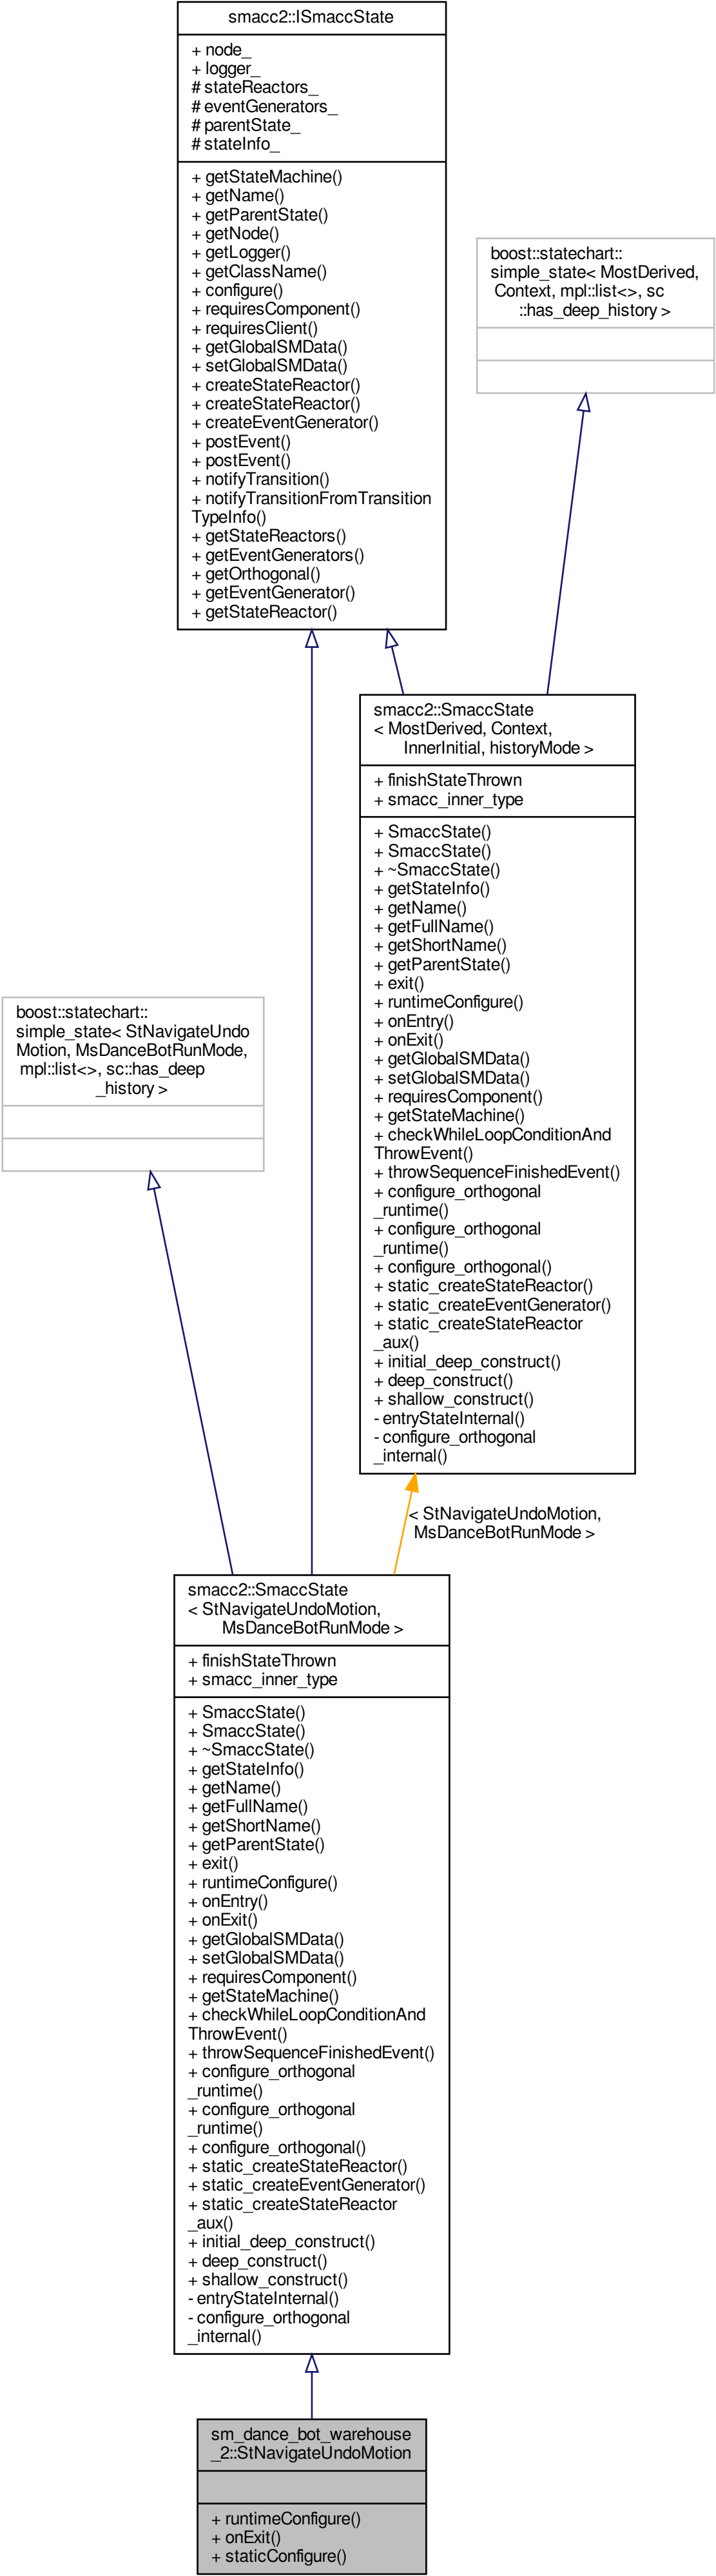 smacc2::ISmaccState
+ node_
+ logger_
# stateReactors_
# eventGenerators_
# parentState_
# stateInfo_
+ getStateMachine()
+ getName()
+ getParentState()
+ getNode()
+ getLogger()
+ getClassName()
+ configure()
+ requiresComponent()
+ requiresClient()
+ getGlobalSMData()
+ setGlobalSMData()
+ createStateReactor()
+ createStateReactor()
+ createEventGenerator()
+ postEvent()
+ postEvent()
+ notifyTransition()
+ notifyTransitionFromTransition
TypeInfo()
+ getStateReactors()
+ getEventGenerators()
+ getOrthogonal()
+ getEventGenerator()
+ getStateReactor()
boost::statechart::
simple_state< MostDerived,
Context, mpl::list<>, sc
::has_deep_history >
smacc2::SmaccState
< MostDerived, Context,
InnerInitial, historyMode >
+ finishStateThrown
+ smacc_inner_type
+ SmaccState()
+ SmaccState()
+ ~SmaccState()
+ getStateInfo()
+ getName()
+ getFullName()
+ getShortName()
+ getParentState()
+ exit()
+ runtimeConfigure()
+ onEntry()
+ onExit()
+ getGlobalSMData()
+ setGlobalSMData()
+ requiresComponent()
+ getStateMachine()
+ checkWhileLoopConditionAnd
ThrowEvent()
+ throwSequenceFinishedEvent()
+ configure_orthogonal
_runtime()
+ configure_orthogonal
_runtime()
+ configure_orthogonal()
+ static_createStateReactor()
+ static_createEventGenerator()
+ static_createStateReactor
_aux()
+ initial_deep_construct()
+ deep_construct()
+ shallow_construct()
- entryStateInternal()
- configure_orthogonal
_internal()
boost::statechart::
simple_state< StNavigateUndo
Motion, MsDanceBotRunMode,
mpl::list<>, sc::has_deep
_history >
< StNavigateUndoMotion,
MsDanceBotRunMode >
smacc2::SmaccState
< StNavigateUndoMotion,
MsDanceBotRunMode >
+ finishStateThrown
+ smacc_inner_type
+ SmaccState()
+ SmaccState()
+ ~SmaccState()
+ getStateInfo()
+ getName()
+ getFullName()
+ getShortName()
+ getParentState()
+ exit()
+ runtimeConfigure()
+ onEntry()
+ onExit()
+ getGlobalSMData()
+ setGlobalSMData()
+ requiresComponent()
+ getStateMachine()
+ checkWhileLoopConditionAnd
ThrowEvent()
+ throwSequenceFinishedEvent()
+ configure_orthogonal
_runtime()
+ configure_orthogonal
_runtime()
+ configure_orthogonal()
+ static_createStateReactor()
+ static_createEventGenerator()
+ static_createStateReactor
_aux()
+ initial_deep_construct()
+ deep_construct()
+ shallow_construct()
- entryStateInternal()
- configure_orthogonal
_internal()
sm_dance_bot_warehouse
_2::StNavigateUndoMotion
+ runtimeConfigure()
+ onExit()
+ staticConfigure()